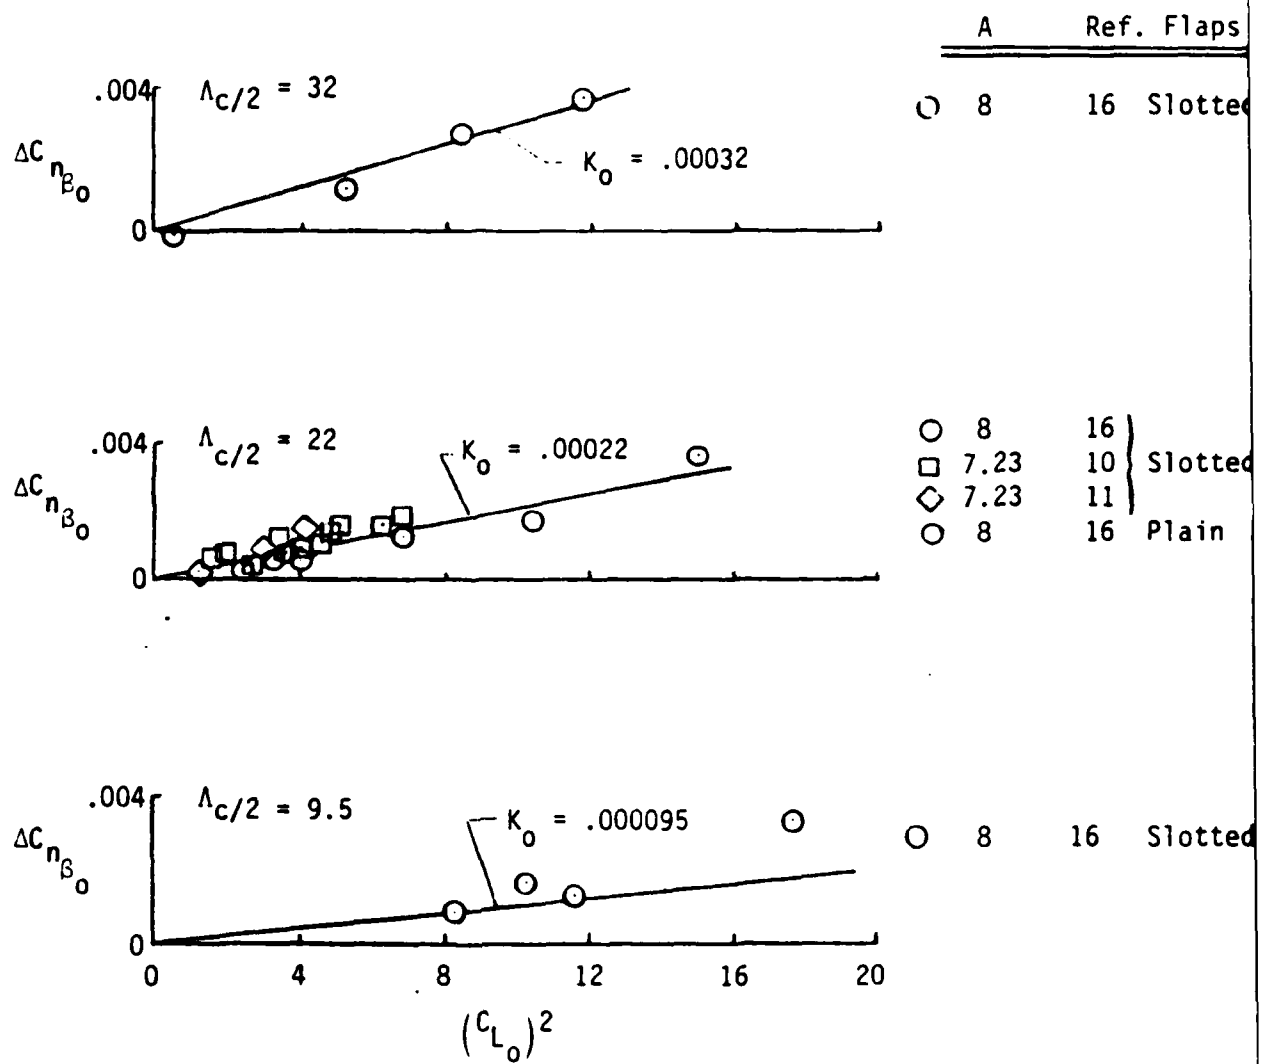 A Ref. Flaps
.004 Λc/2 = 32
8 16 Slotte
ΔCnβo
Ko = .00032
0
.004 Λc/2 = 22
Ko = .00022
8 16
7.23 10 Slotted
7.23 11
8 16 Plain
ΔCnβo
0
.004 Λc/2 = 9.5
Ko = .000095
8 16 Slotted
ΔCnβo
0
0 4 8 12 16 20
(CLo)2